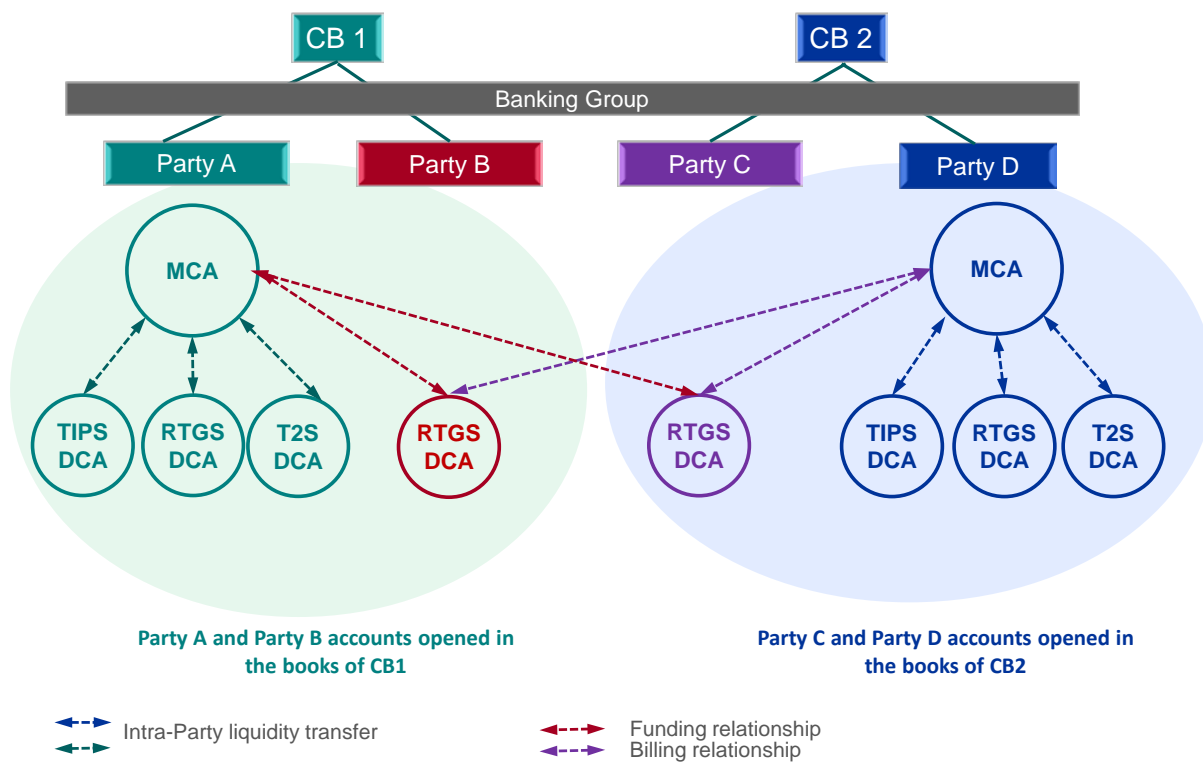 CB 1
CB 2
Banking Group
Party A
Party B
Party C
Party D
MCA
MCA
TIPS
DCA
RTGS
DCA
T2S
DCA
RTGS
DCA
RTGS
DCA
TIPS
DCA
RTGS
DCA
T2S
DCA
Party A and Party B accounts opened in
the books of CB1
Party C and Party D accounts opened in
the books of CB2
Intra-Party liquidity transfer
Funding relationship
Billing relationship